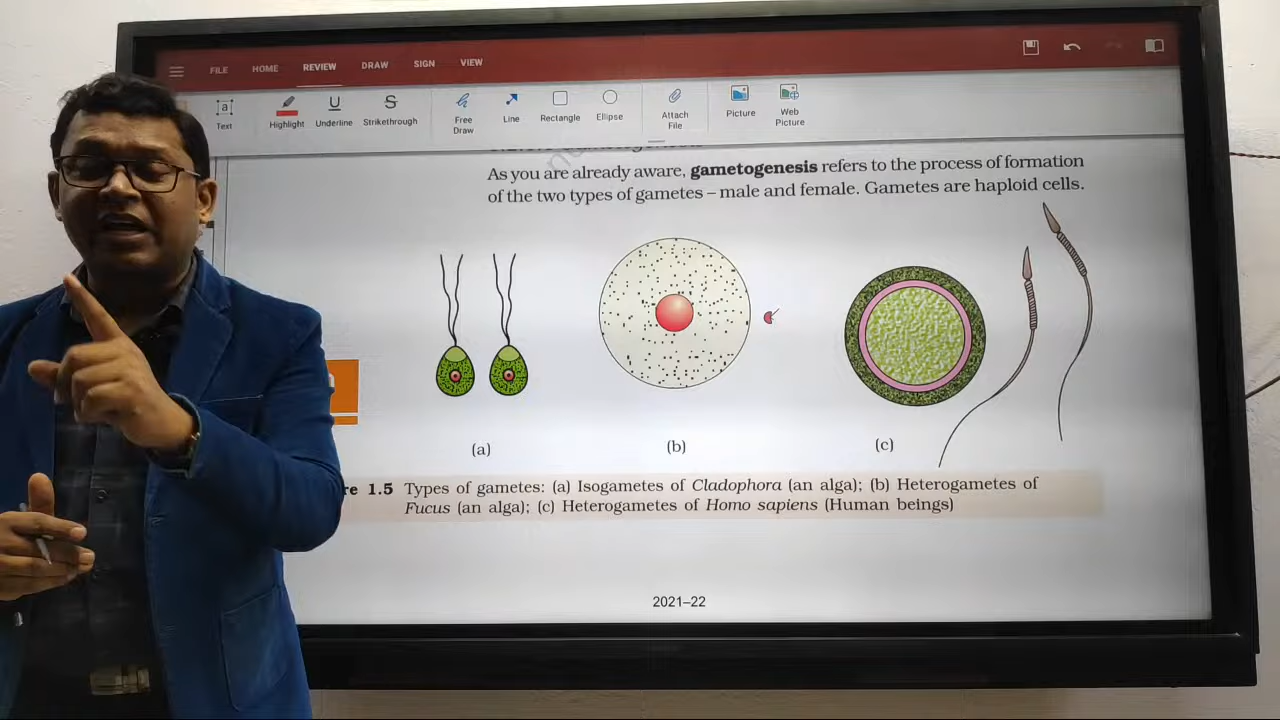 FILE HOME REVIEW DRAW SIGN VIEW
Text Highlight Underline Strikethrough Free Draw Line Rectangle Ellipse Attach File Picture Web Picture
As you are already aware, gametogenesis refers to the process of formation
of the two types of gametes – male and female. Gametes are haploid cells.
(a) (b) (c)
re 1.5 Types of gametes: (a) Isogametes of Cladophora (an alga); (b) Heterogametes of
Fucus (an alga); (c) Heterogametes of Homo sapiens (Human beings)
2021–22